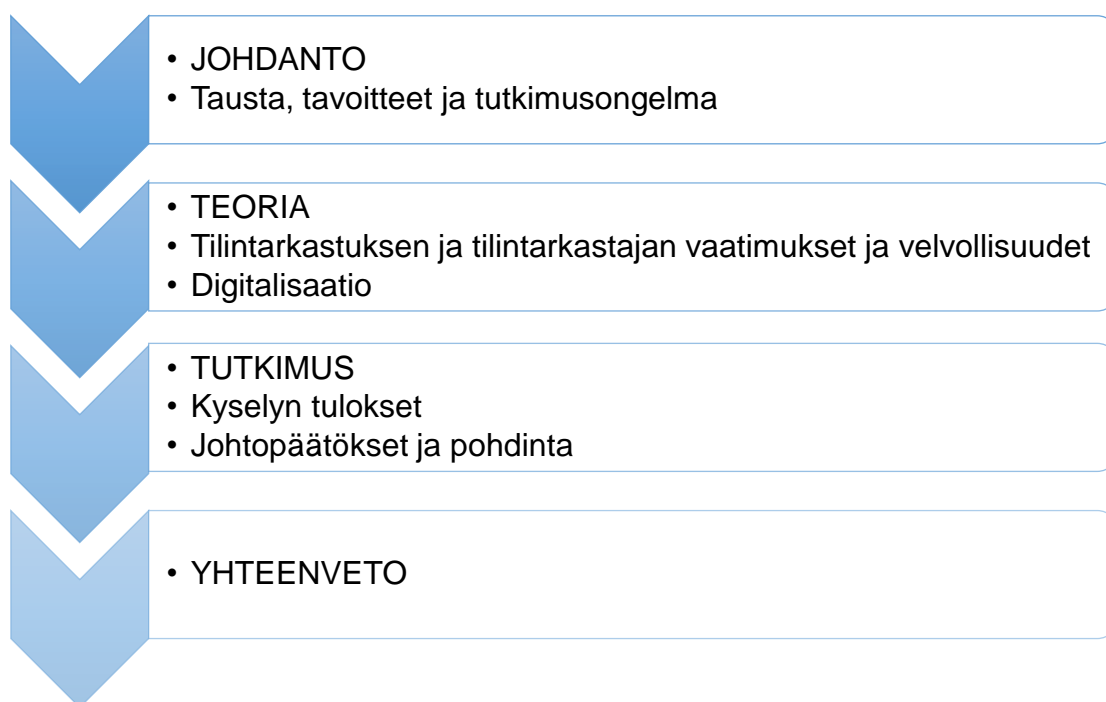 • JOHDANTO
• Tausta, tavoitteet ja tutkimusongelma
• TEORIA
• Tilintarkastuksen ja tilintarkastajan vaatimukset ja velvollisuudet
• Digitalisaatio
• TUTKIMUS
• Kyselyn tulokset
• Johtopäätökset ja pohdinta
• YHTEENVETO